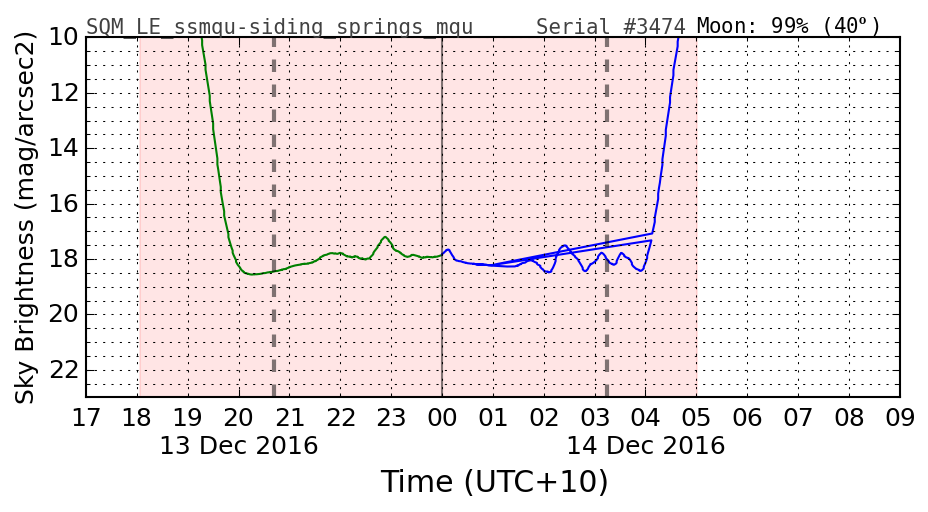 SQM_LE_ssmqu-siding_springs_mqu Serial #3474 Moon: 99% (40°)
Sky Brightness (mag/arcsec2)
10
12
14
16
18
20
22
17 18 19 20 21 22 23 00 01 02 03 04 05 06 07 08 09
13 Dec 2016 14 Dec 2016
Time (UTC+10)